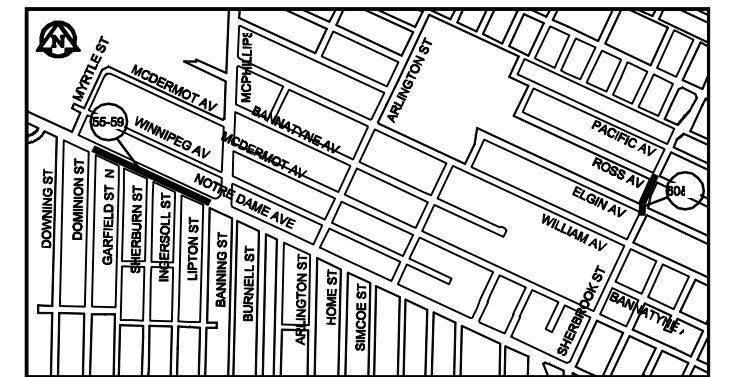 N
MYRTLE ST
MCDERMOT AV
MCPHILLIPS
ARLINGTON ST
55-59
WINNIPEG AV
BANNATYNE AV
MCDERMOT AV
PACIFIC AV
ROSS AV
ELGIN AV
WILLIAM AV
NOTRE DAME AVE
DOWNING ST
DOMINION ST
GARFIELD ST N
SHERBURN ST
INGERSOLL ST
LIPTON ST
BANNING ST
BURNELL ST
ARLINGTON ST
HOME ST
SIMCOE ST
SHERBROOK ST
BANNATYNE